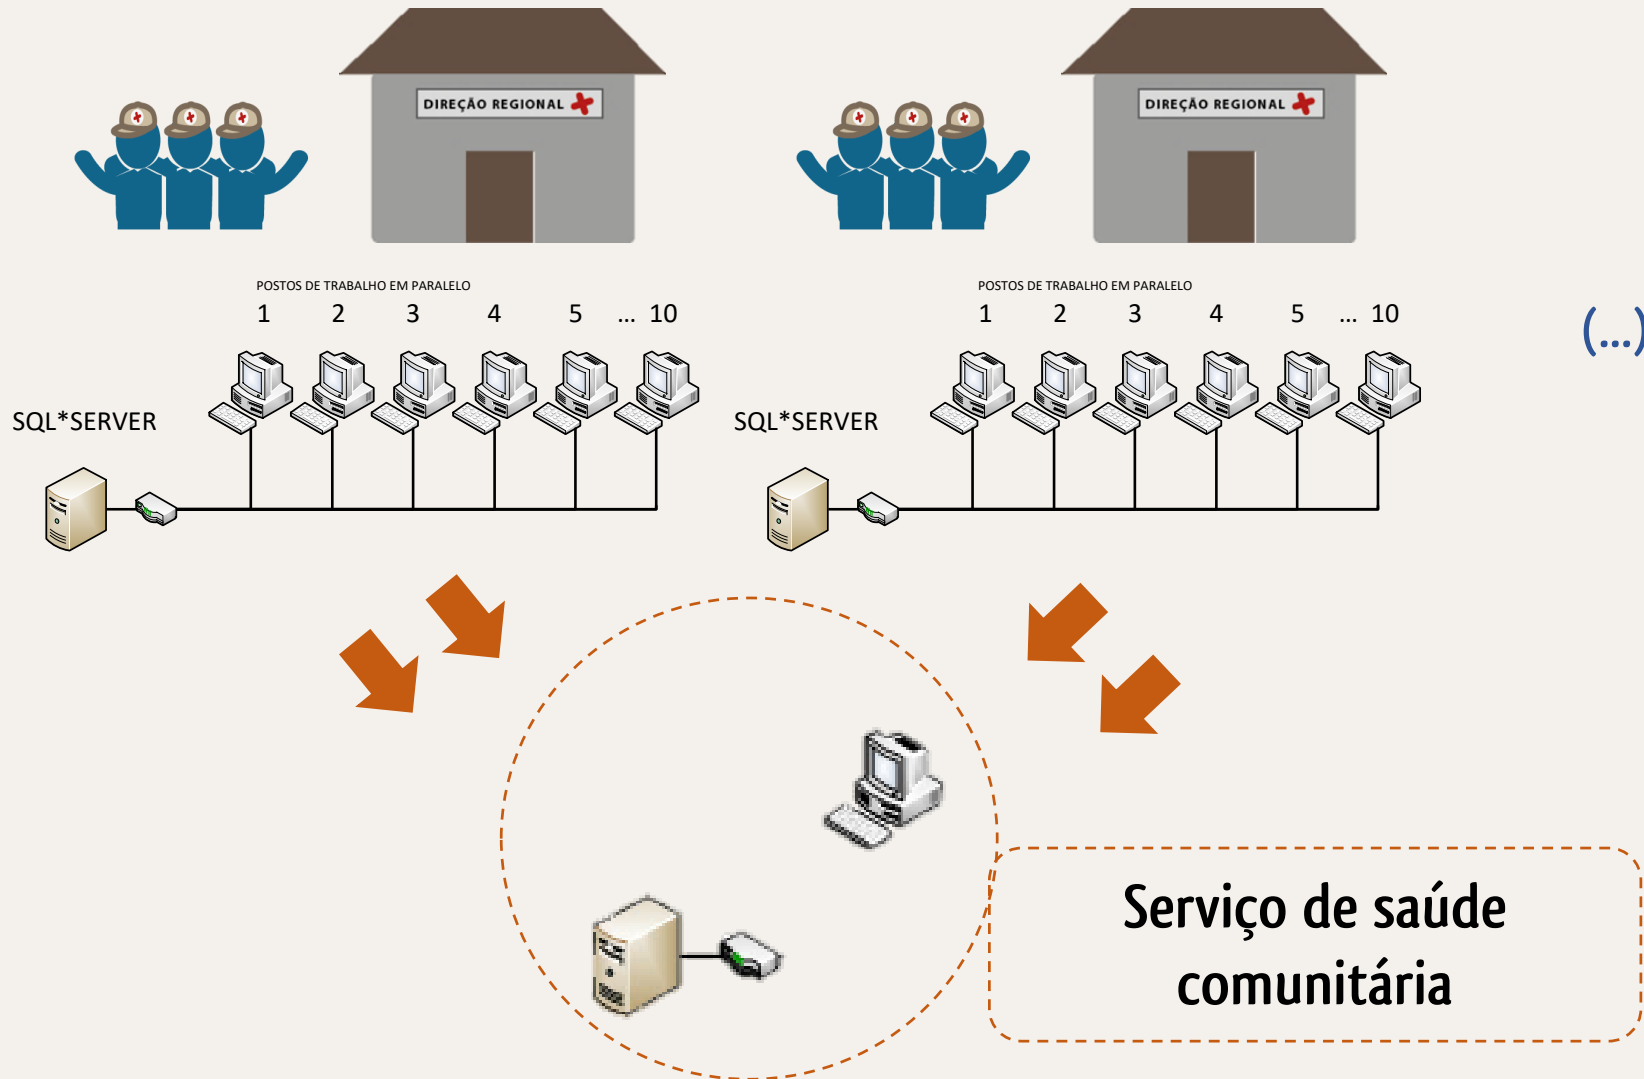 DIREÇÃO REGIONAL
DIREÇÃO REGIONAL
POSTOS DE TRABALHO EM PARALELO
1 2 3 4 5 ... 10
SQL*SERVER
POSTOS DE TRABALHO EM PARALELO
1 2 3 4 5 ... 10
SQL*SERVER
(...)
Serviço de saúde
comunitária